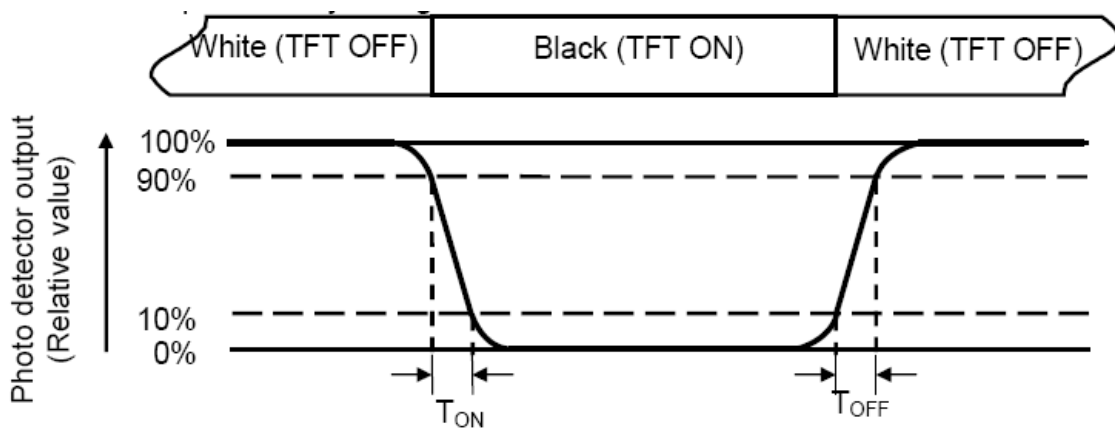 White (TFT OFF) Black (TFT ON) White (TFT OFF)
Photo detector output
(Relative value)
100%
90%
10%
0%
TON TOFF